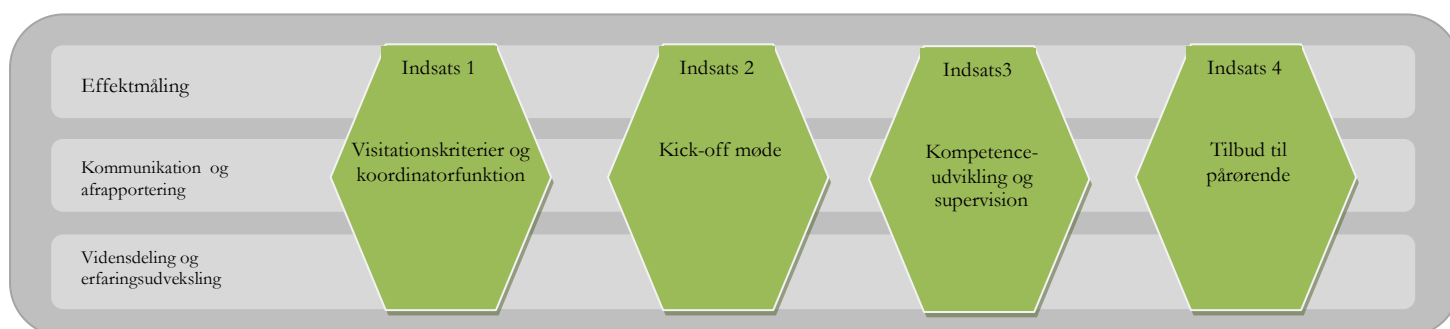 Effektmåling
Kommunikation og
afrapportering
Vidensdeling og
erfaringsudveksling
Indsats 1
Visitationskriterier og
koordinatorfunktion
Indsats 2
Kick-off møde
Indsats3
Kompetence-
udvikling og
supervision
Indsats 4
Tilbud til
pårørende